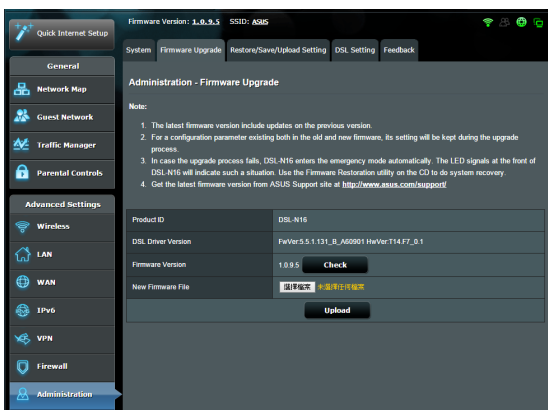 Firmware Version: 1.0.9.5 SSID: ASUS
Quick Internet Setup
System Firmware Upgrade Restore/Save/Upload Setting DSL Setting Feedback
General
Network Map
Guest Network
Traffic Manager
Parental Controls
Advanced Settings
Wireless
LAN
WAN
IPv6
VPN
Firewall
Administration
Administration - Firmware Upgrade
Note:
1. The latest firmware version include updates on the previous version.
2. For a configuration parameter existing both in the old and new firmware, its setting will be kept during the upgrade
process.
3. In case the upgrade process fails, DSL-N16 enters the emergency mode automatically. The LED signals at the front of
DSL-N16 will indicate such a situation. Use the Firmware Restoration utility on the CD to do system recovery.
4. Get the latest firmware version from ASUS Support site at http://www.asus.com/support/
Product ID DSL-N16
DSL Driver Version FwVer:5.5.1.131_B_A60901 HwVer:T14.F7_0.1
Firmware Version 1.0.9.5 Check
New Firmware File 選擇檔案 未選擇任何檔案
Upload